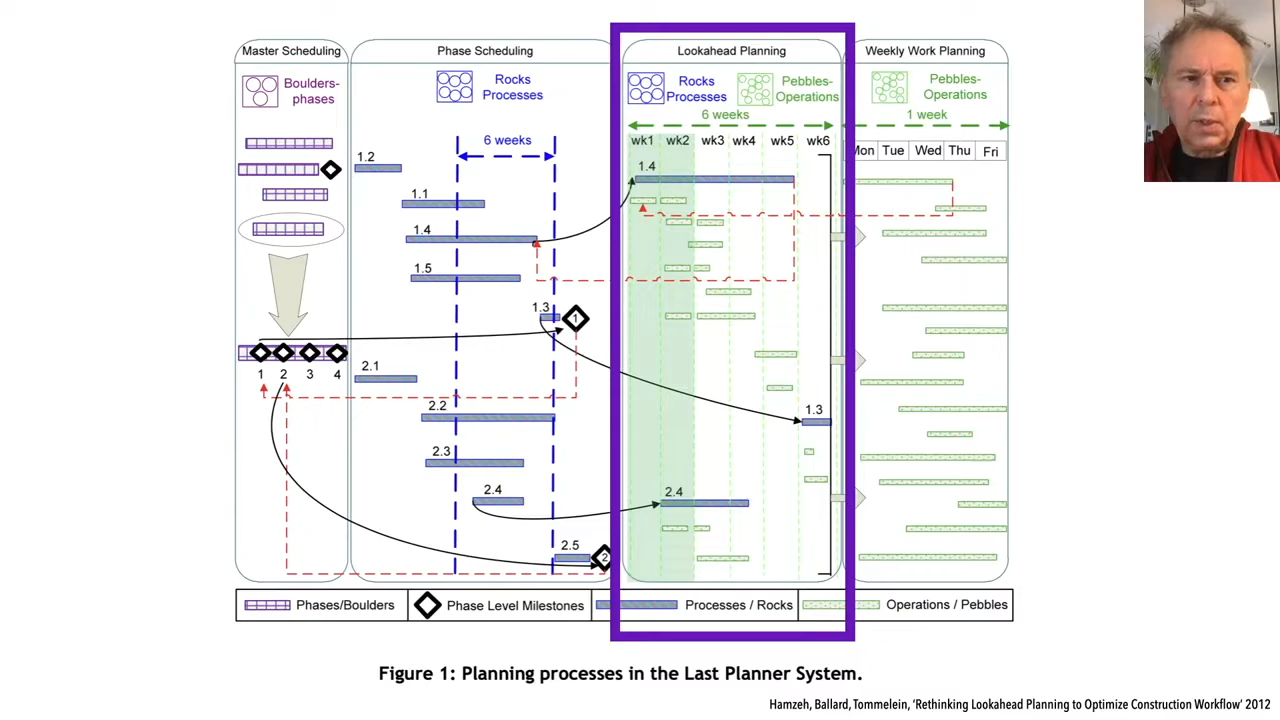 Master Scheduling
Boulders-
phases
1
2
3
4
Phase Scheduling
Rocks
Processes
6 weeks
1.2
1.1
1.4
1.5
1.3
1
2.1
2.2
2.3
2.4
2.5
2
Lookahead Planning
Rocks
Processes
Pebbles-
Operations
6 weeks
wk1 wk2 wk3 wk4 wk5 wk6
1.4
1.3
2.4
Weekly Work Planning
Pebbles-
Operations
1 week
Mon Tue Wed Thu Fri
Phases/Boulders
Phase Level Milestones
Processes / Rocks
Operations / Pebbles
Figure 1: Planning processes in the Last Planner System.
Hamzeh, Ballard, Tommelein, ‘Rethinking Lookahead Planning to Optimize Construction Workflow’ 2012